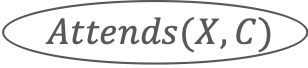 Attends(X, C)